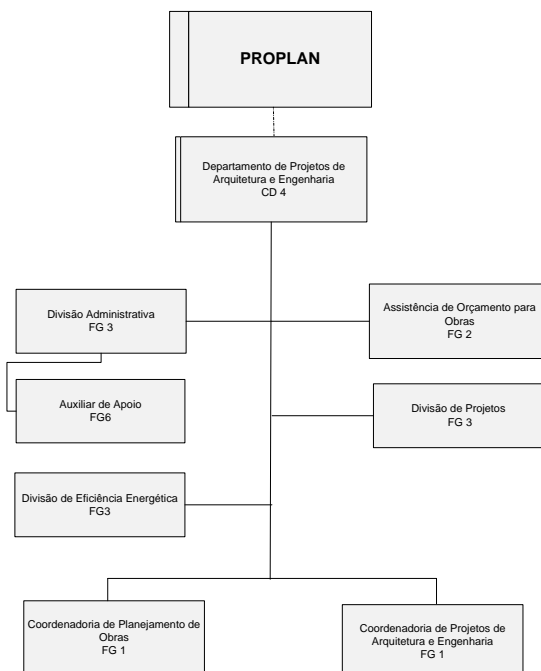 PROPLAN
Departamento de Projetos de
Arquitetura e Engenharia
CD 4
Divisão Administrativa
FG 3
Assistência de Orçamento para
Obras
FG 2
Auxiliar de Apoio
FG6
Divisão de Projetos
FG 3
Divisão de Eficiência Energética
FG3
Coordenadoria de Planejamento de
Obras
FG 1
Coordenadoria de Projetos de
Arquitetura e Engenharia
FG 1